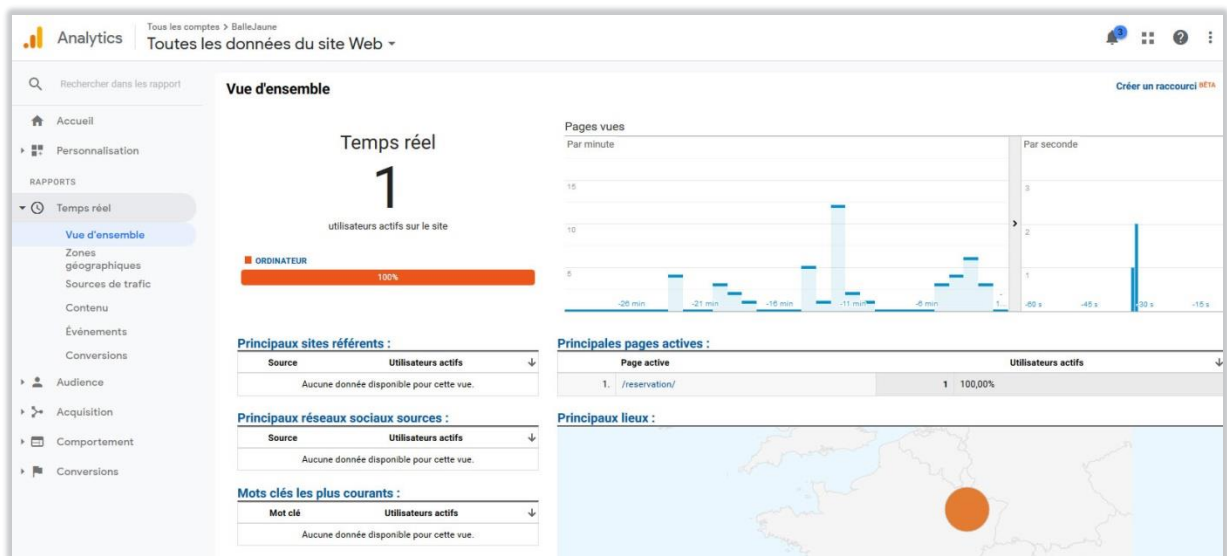 Analytics
Tous les comptes > BalleJaune
Toutes les données du site Web
3
Rechercher dans les rapport
Accueil
Personnalisation
RAPPORTS
Temps réel
Vue d'ensemble
Zones
géographiques
Sources de trafic
Contenu
Événements
Conversions
Audience
Acquisition
Comportement
Conversions
Vue d'ensemble
Créer un raccourci BÊTA
Temps réel
1
utilisateurs actifs sur le site
ORDINATEUR
100%
Pages vues
Par minute
15
10
5
-26 min
-21 min
-16 min
-11 min
-6 min
1...
Par seconde
3
2
1
-60 s
-45 s
-30 s
-15 s
Principaux sites référents :
Source Utilisateurs actifs
Aucune donnée disponible pour cette vue.
Principaux réseaux sociaux sources :
Source Utilisateurs actifs
Aucune donnée disponible pour cette vue.
Mots clés les plus courants :
Mot clé Utilisateurs actifs
Aucune donnée disponible pour cette vue.
Principales pages actives :
Page active Utilisateurs actifs
1. /reservation/ 1 100,00%
Principaux lieux :